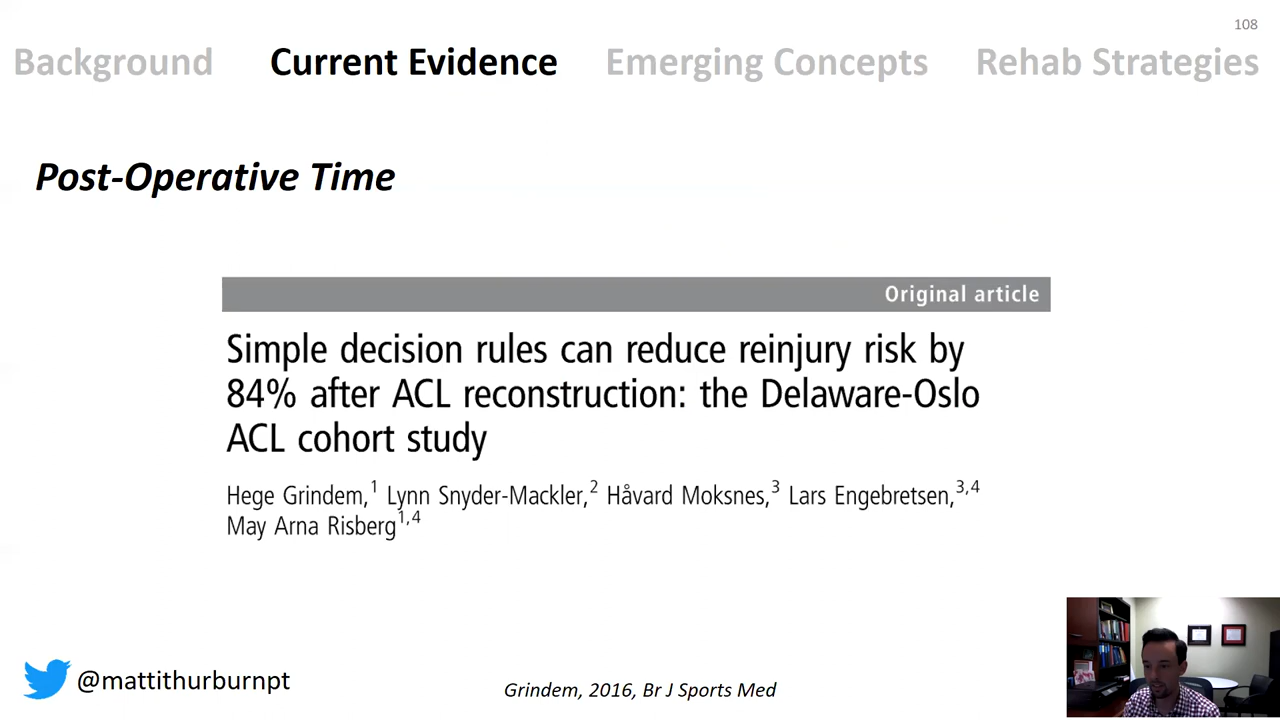 108
Background Current Evidence Emerging Concepts Rehab Strategies
Post-Operative Time
Original article
Simple decision rules can reduce reinjury risk by
84% after ACL reconstruction: the Delaware-Oslo
ACL cohort study
Hege Grindem,¹ Lynn Snyder-Mackler,² Håvard Moksnes,³ Lars Engebretsen,³,⁴
May Arna Risberg¹,⁴
@mattithurburnpt
Grindem, 2016, Br J Sports Med